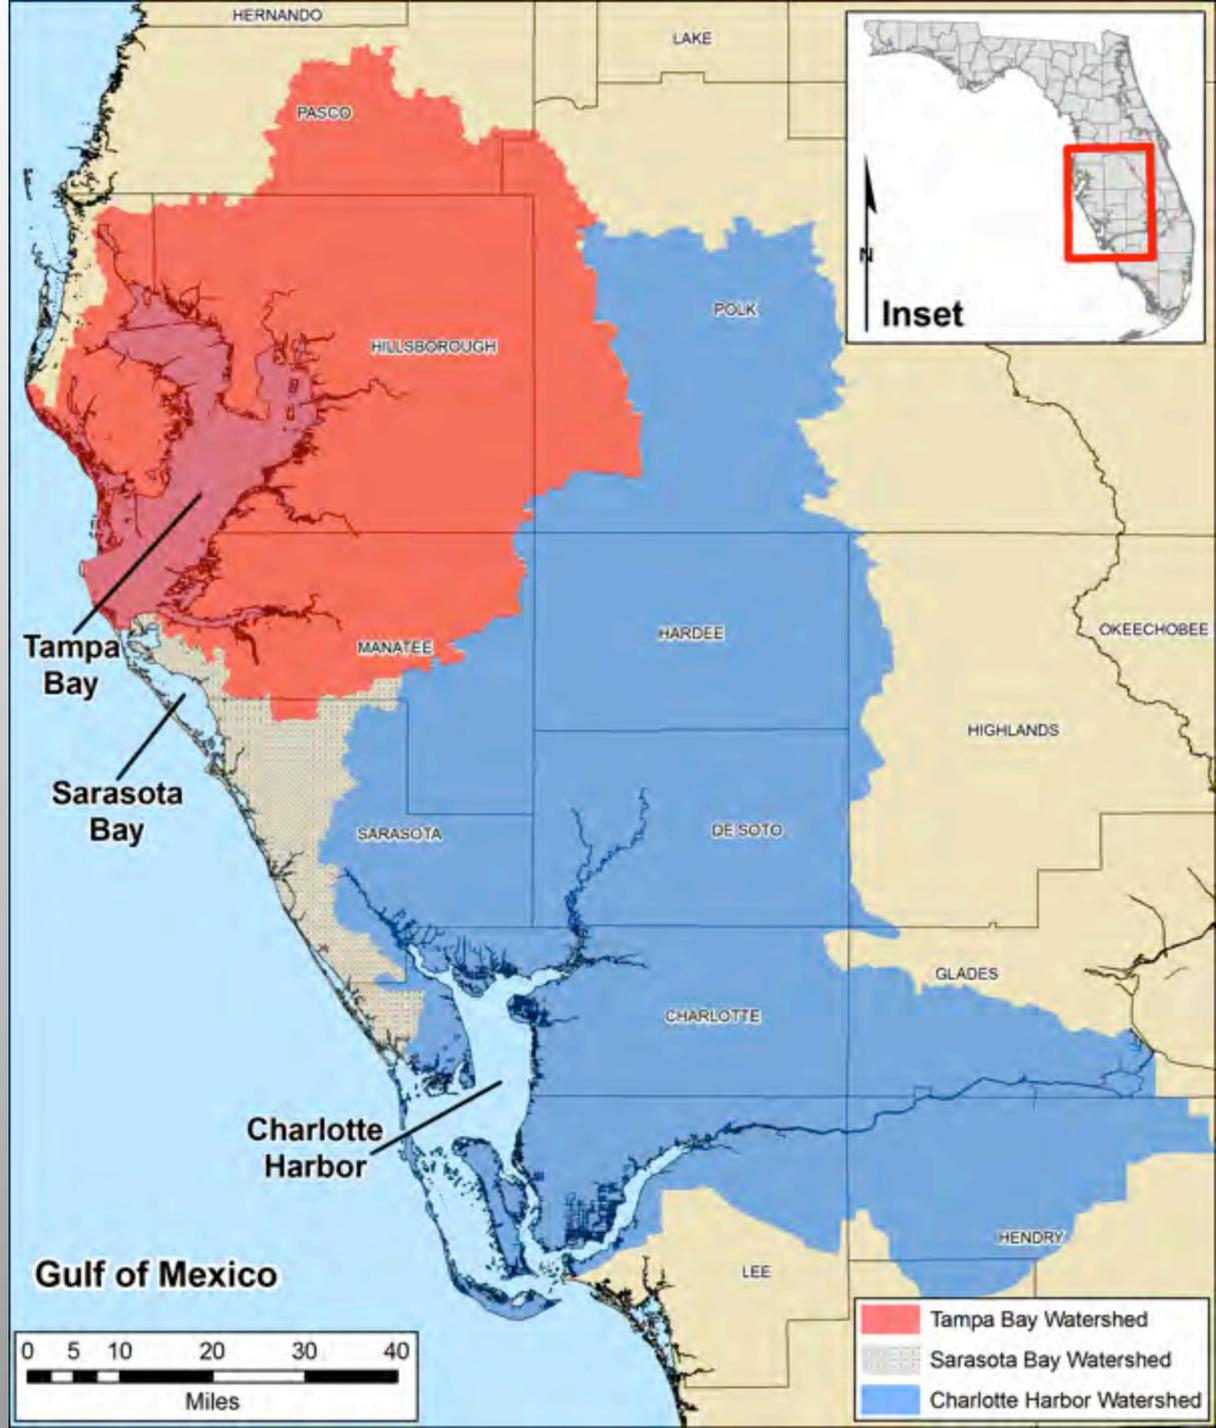 HERNANDO
LAKE
PASCO
POLK
HILLSBOROUGH
N
Inset
Tampa
Bay
MANATEE
HARDEE
OKEECHOBEE
Sarasota
Bay
HIGHLANDS
SARASOTA
DE SOTO
GLADES
CHARLOTTE
Charlotte
Harbor
HENDRY
LEE
Gulf of Mexico
0 5 10 20 30 40
Miles
Tampa Bay Watershed
Sarasota Bay Watershed
Charlotte Harbor Watershed